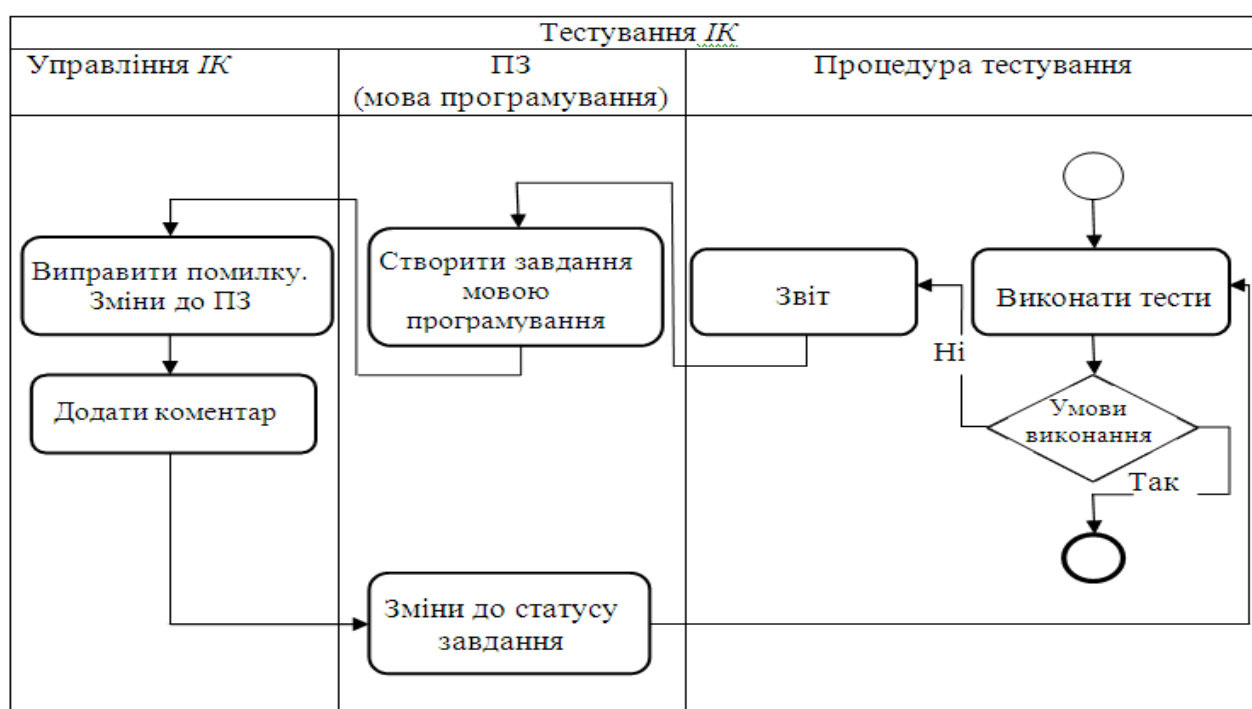 Тестування ІК
Управління ІК
ПЗ
(мова програмування)
Процедура тестування
Виправити помилку.
Зміни до ПЗ
Створити завдання
мовою
програмування
Звіт
Виконати тести
Ні
Додати коментар
Умови
виконання
Так
Зміни до статусу
завдання